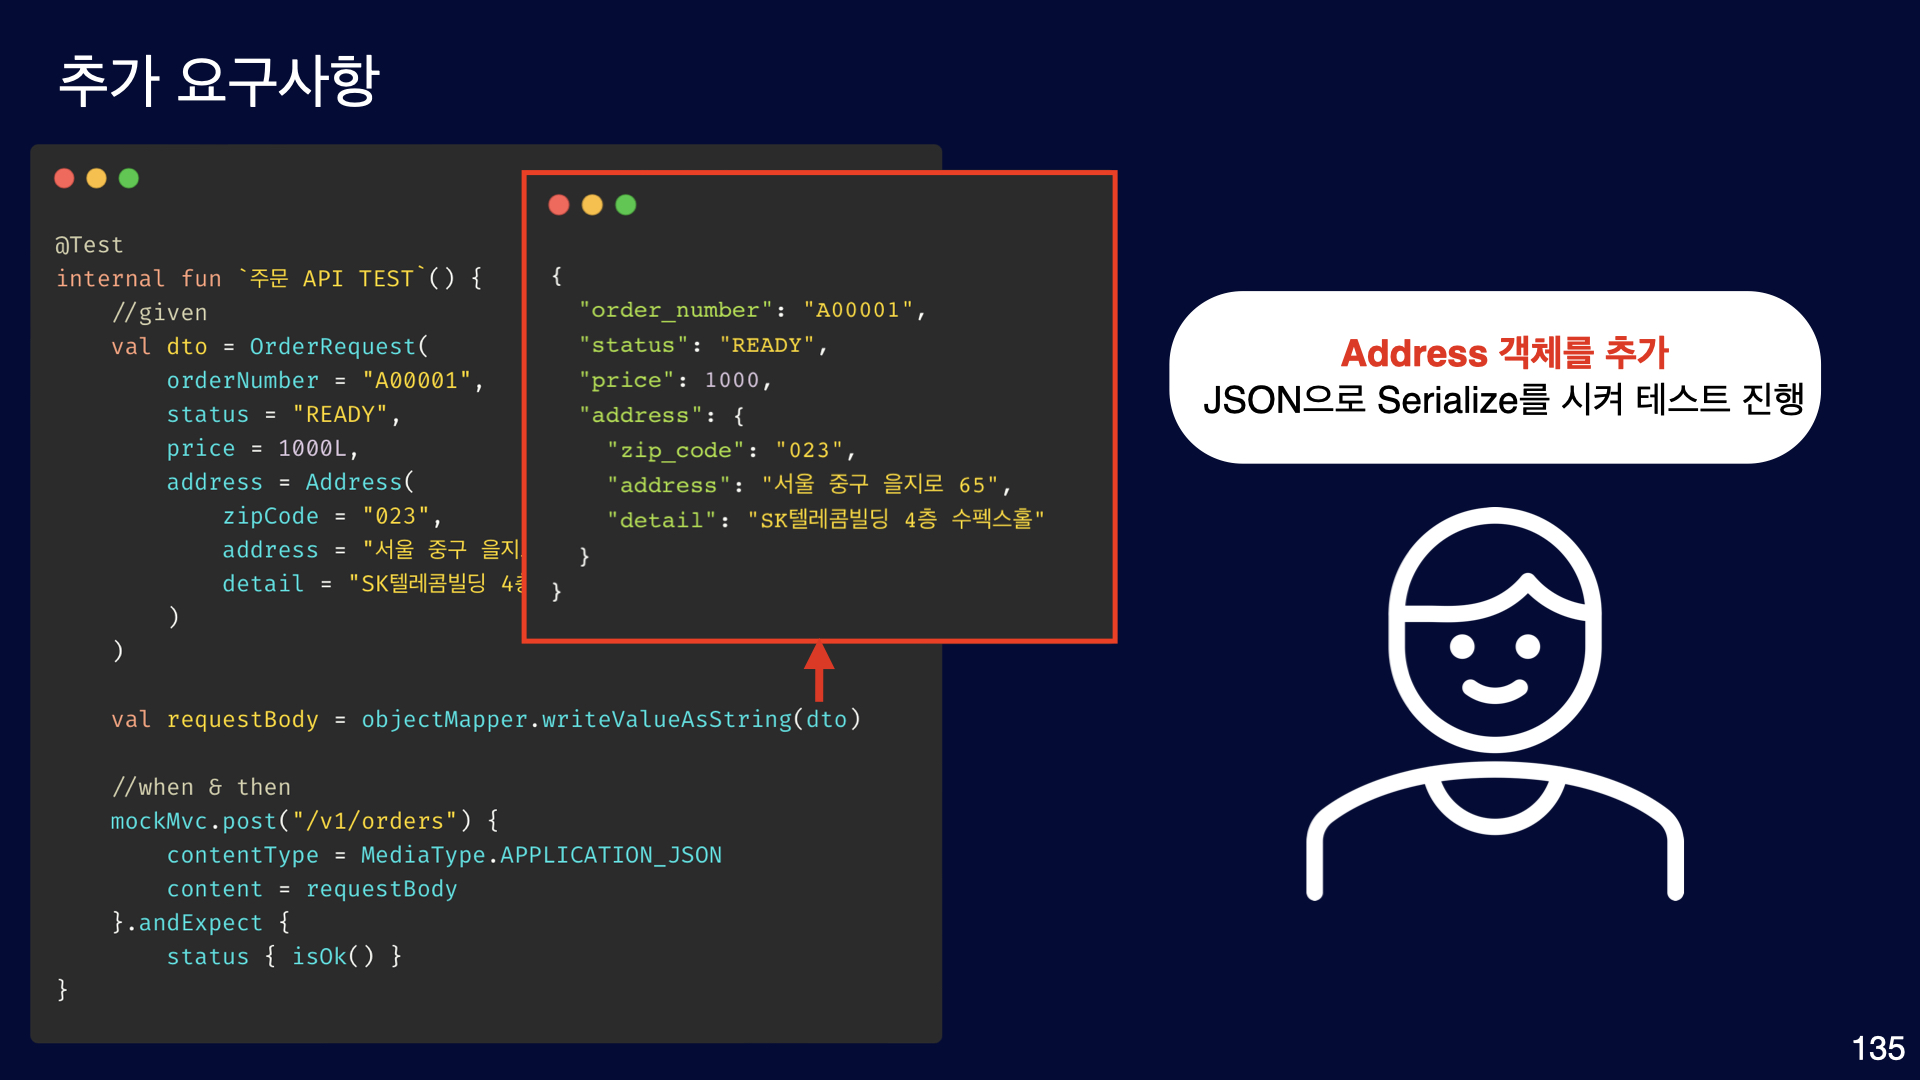 추가 요구사항
@Test
internal fun `주문 API TEST`() {
//given
val dto = OrderRequest(
orderNumber = "A00001",
status = "READY",
price = 1000L,
address = Address(
zipCode = "023",
address = "서울 중구 을지
detail = "SK텔레콤빌딩
)
)
val requestBody = objectMapper.writeValueAsString(dto)
//when & then
mockMvc.post("/v1/orders") {
contentType = MediaType.APPLICATION_JSON
content = requestBody
}.andExpect {
status { isOk() }
}
{
"order_number": "A00001",
"status": "READY",
"price": 1000,
"address": {
"zip_code": "023",
"address": "서울 중구 을지로 65",
"detail": "SK텔레콤빌딩 4층 수펙스홀"
}
}
Address 객체를 추가
JSON으로 Serialize를 시켜 테스트 진행
135